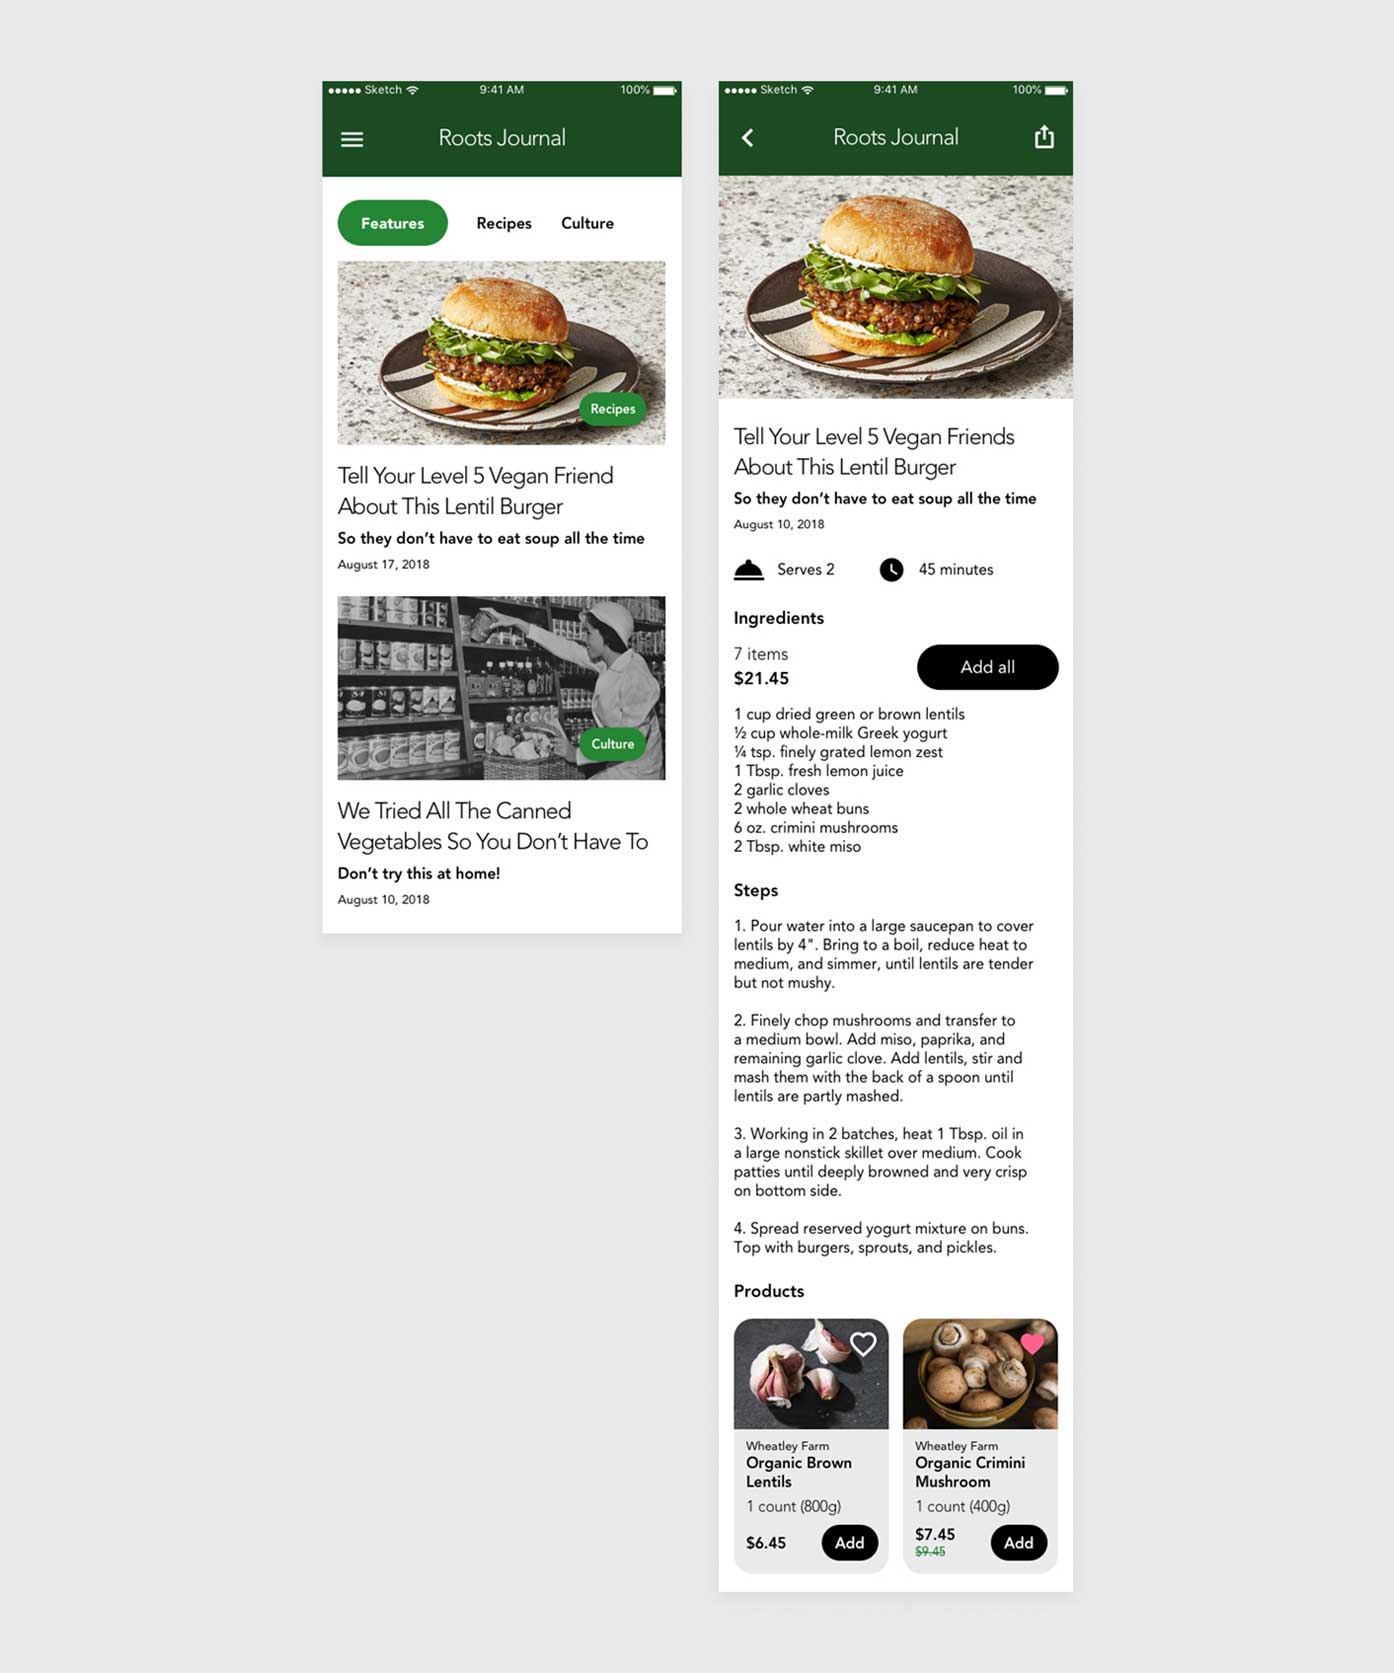 Sketch 9:41 AM 100%
Roots Journal
Features Recipes Culture
Recipes
Tell Your Level 5 Vegan Friend
About This Lentil Burger
So they don’t have to eat soup all the time
August 17, 2018
Culture
We Tried All The Canned
Vegetables So You Don’t Have To
Don’t try this at home!
August 10, 2018
Sketch 9:41 AM 100%
Roots Journal
Tell Your Level 5 Vegan Friends
About This Lentil Burger
So they don’t have to eat soup all the time
August 10, 2018
Serves 2 45 minutes
Ingredients
7 items
$21.45
Add all
1 cup dried green or brown lentils
½ cup whole-milk Greek yogurt
¼ tsp. finely grated lemon zest
1 Tbsp. fresh lemon juice
2 garlic cloves
2 whole wheat buns
6 oz. crimini mushrooms
2 Tbsp. white miso
Steps
1. Pour water into a large saucepan to cover
lentils by 4". Bring to a boil, reduce heat to
medium, and simmer, until lentils are tender
but not mushy.
2. Finely chop mushrooms and transfer to
a medium bowl. Add miso, paprika, and
remaining garlic clove. Add lentils, stir and
mash them with the back of a spoon until
lentils are partly mashed.
3. Working in 2 batches, heat 1 Tbsp. oil in
a large nonstick skillet over medium. Cook
patties until deeply browned and very crisp
on bottom side.
4. Spread reserved yogurt mixture on buns.
Top with burgers, sprouts, and pickles.
Products
Wheatley Farm
Organic Brown
Lentils
1 count (800g)
$6.45
Add
Wheatley Farm
Organic Crimini
Mushroom
1 count (400g)
$7.45
$9.45
Add